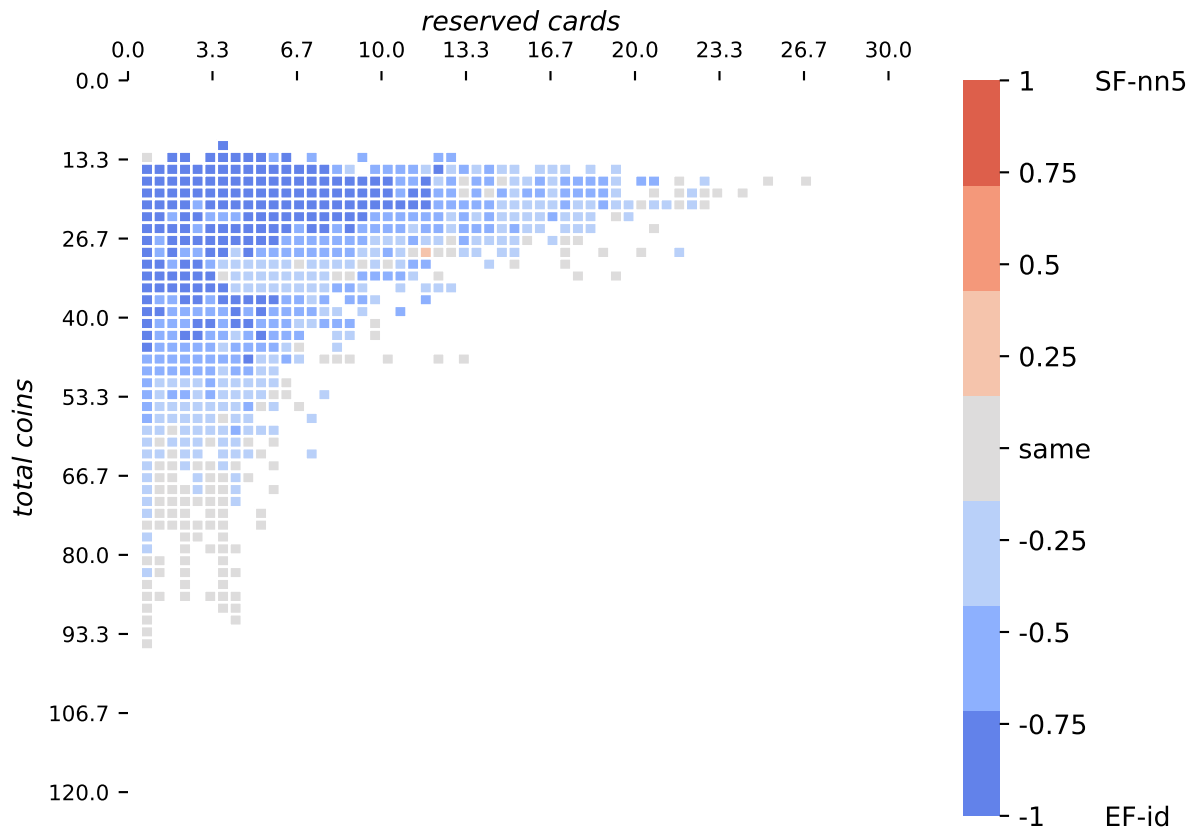 reserved cards
0.0 3.3 6.7 10.0 13.3 16.7 20.0 23.3 26.7 30.0
0.0
13.3
26.7
40.0
53.3
66.7
80.0
93.3
106.7
120.0
total coins
1 SF-nn5
0.75
0.5
0.25
same
-0.25
-0.5
-0.75
-1 EF-id